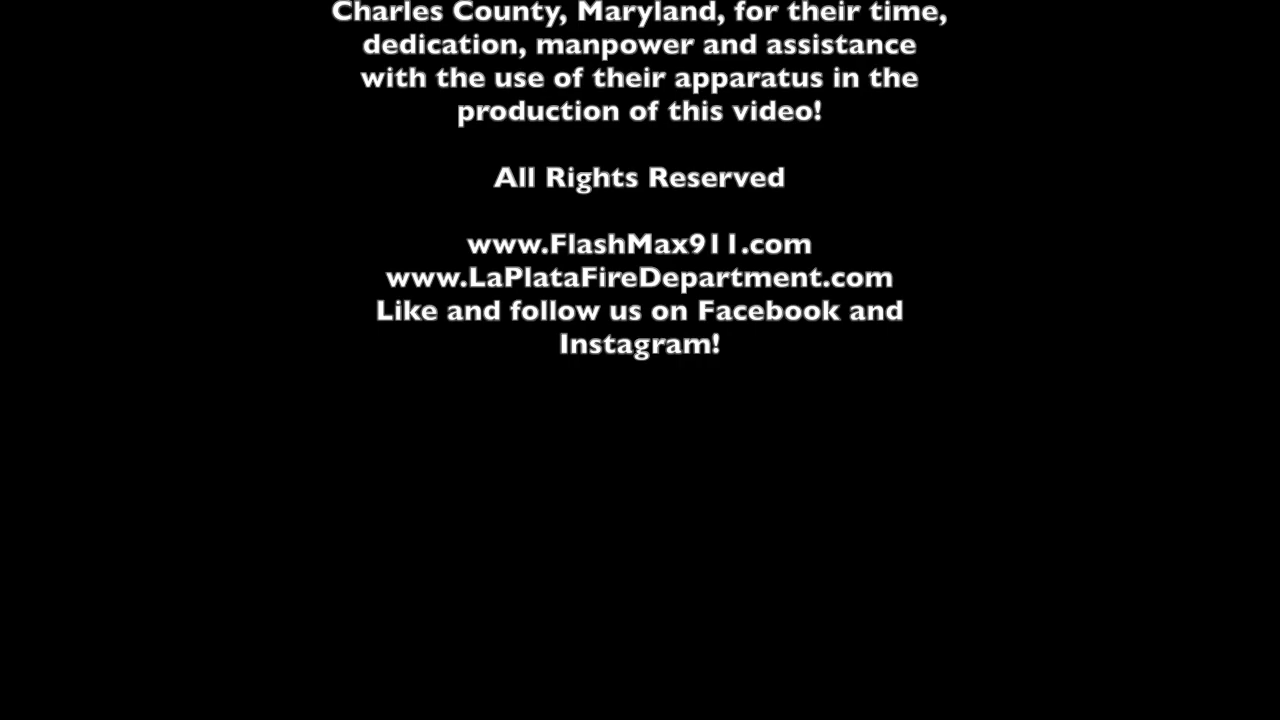 Charles County, Maryland, for their time,
dedication, manpower and assistance
with the use of their apparatus in the
production of this video!
All Rights Reserved
www.FlashMax911.com
www.LaPlataFireDepartment.com
Like and follow us on Facebook and
Instagram!